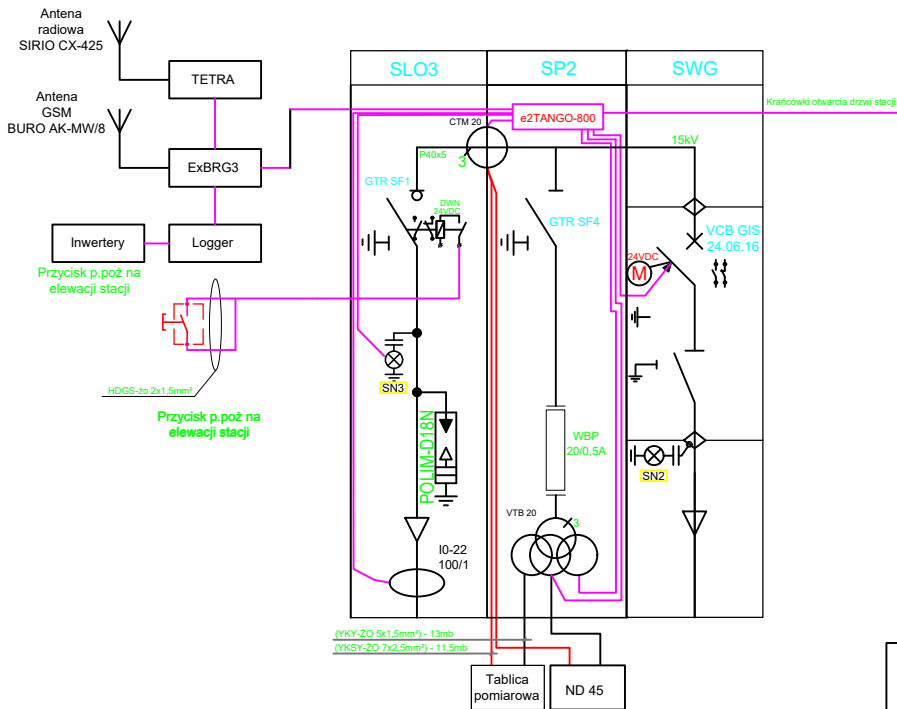 Antena
radiowa
SIRIO CX-425
TETRA
Antena
GSM
BURO AK-MW/8
ExBRG3
Inwertery
Logger
Przycisk p.poż na
elewacji stacji
HDGS-żo 2x1,5mm²
Przycisk p.poż na
elewacji stacji
SLO3
SP2
SWG
CTM 20
e2TANGO-800
Krańcówki otwarcia drzwi stacji
P40x5
3
15kV
GTR SF1
DWN
24VDC
GTR SF4
VCB GIS
24.06.16
24VDC
M
SN3
POLIM-D18N
WBP
20/0,5A
SN2
VTB 20
3
I0-22
100/1
(YKY-ŻO 5x1,5mm²) - 13mb
(YKSY-ŻO 7x2,5mm²) - 11,5mb
Tablica
pomiarowa
ND 45